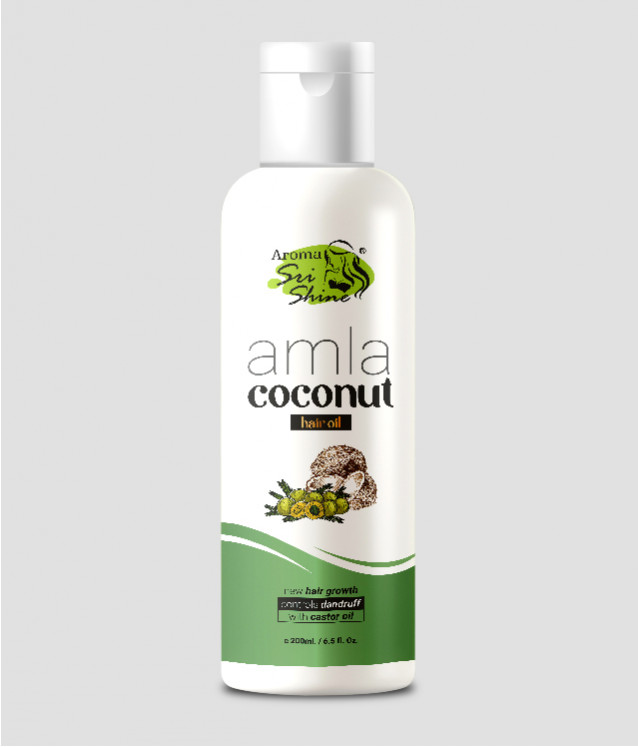 Aroma ®
Sri
Shine
amla
coconut
hair oil
new hair growth
controls dandruff
with castor oil
e 200ml. / 6.5 fl. Oz.